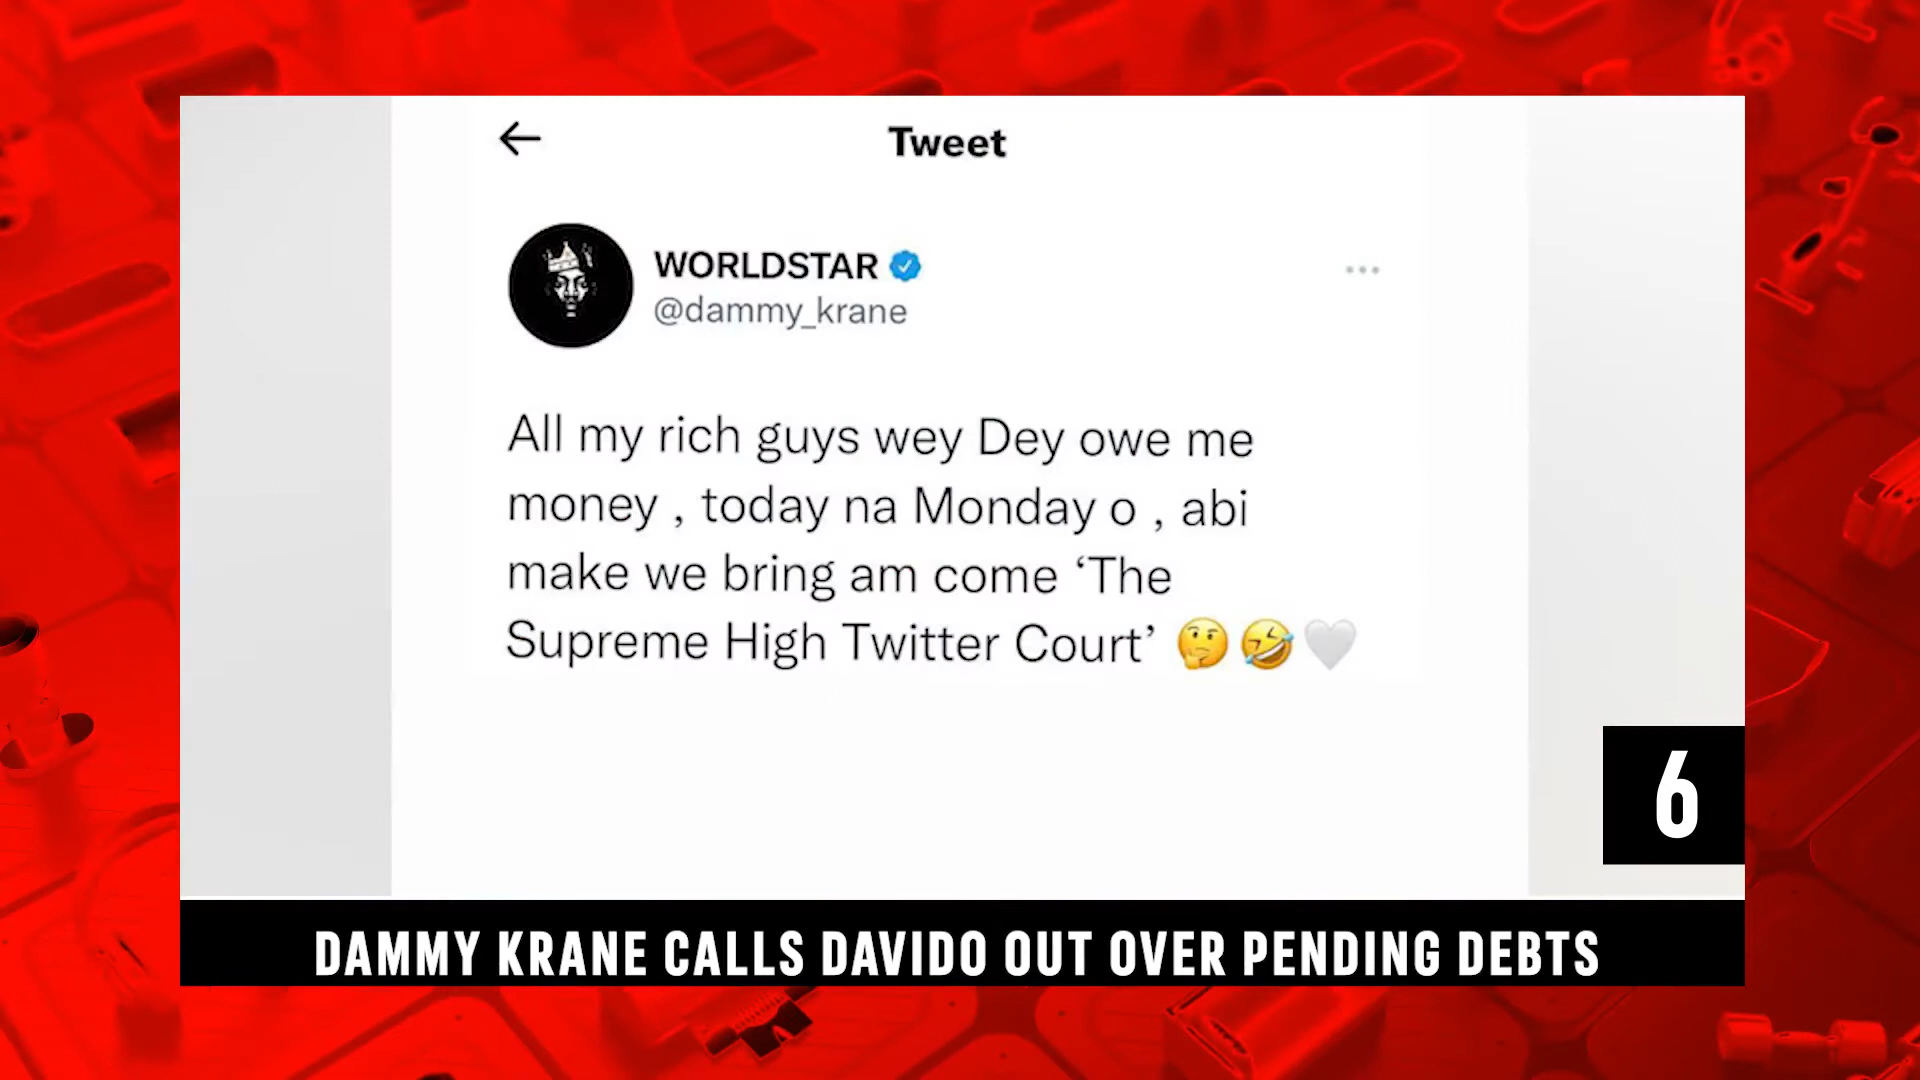 Tweet
WORLDSTAR
@dammy_krane
All my rich guys wey Dey owe me
money , today na Monday o , abi
make we bring am come ‘The
Supreme High Twitter Court’ 🤔🤣🤍
6
DAMMY KRANE CALLS DAVIDO OUT OVER PENDING DEBTS